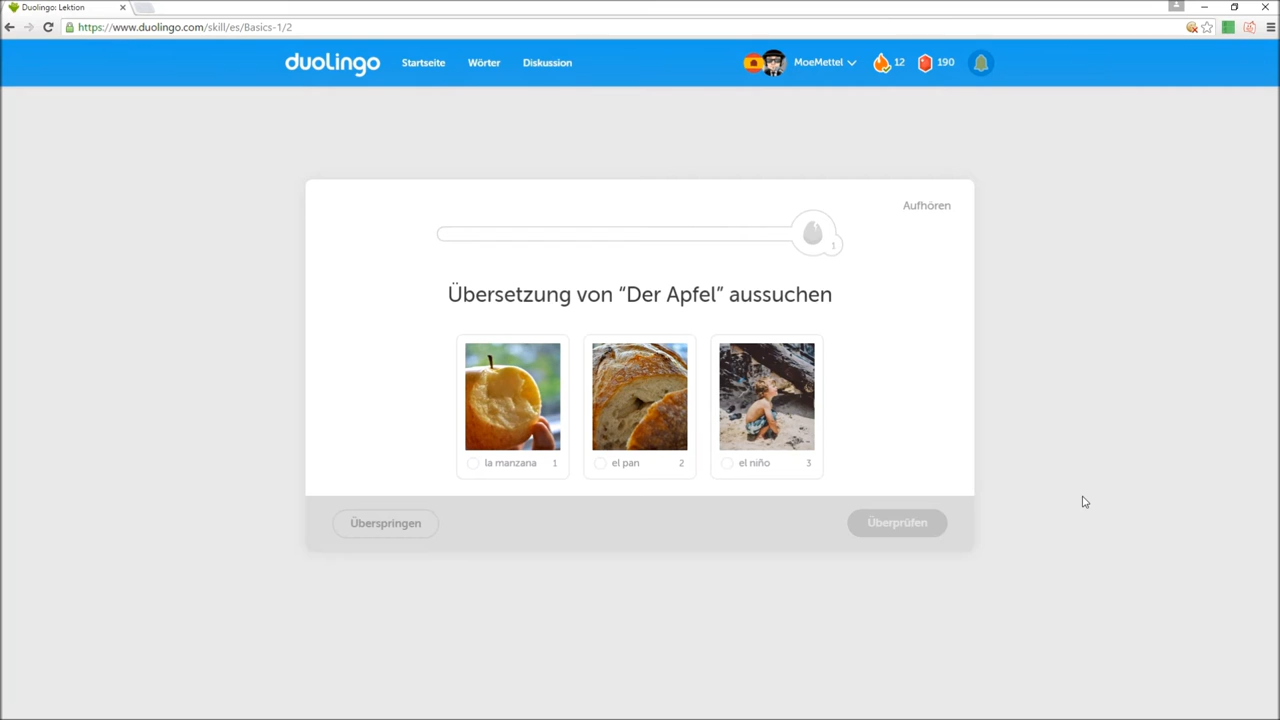 Duolingo: Lektion
https://www.duolingo.com/skill/es/Basics-1/2
duolingo Startseite Wörter Diskussion MoeMettel 12 190
Aufhören
1
Übersetzung von “Der Apfel” aussuchen
la manzana 1 el pan 2 el niño 3
Überspringen Überprüfen